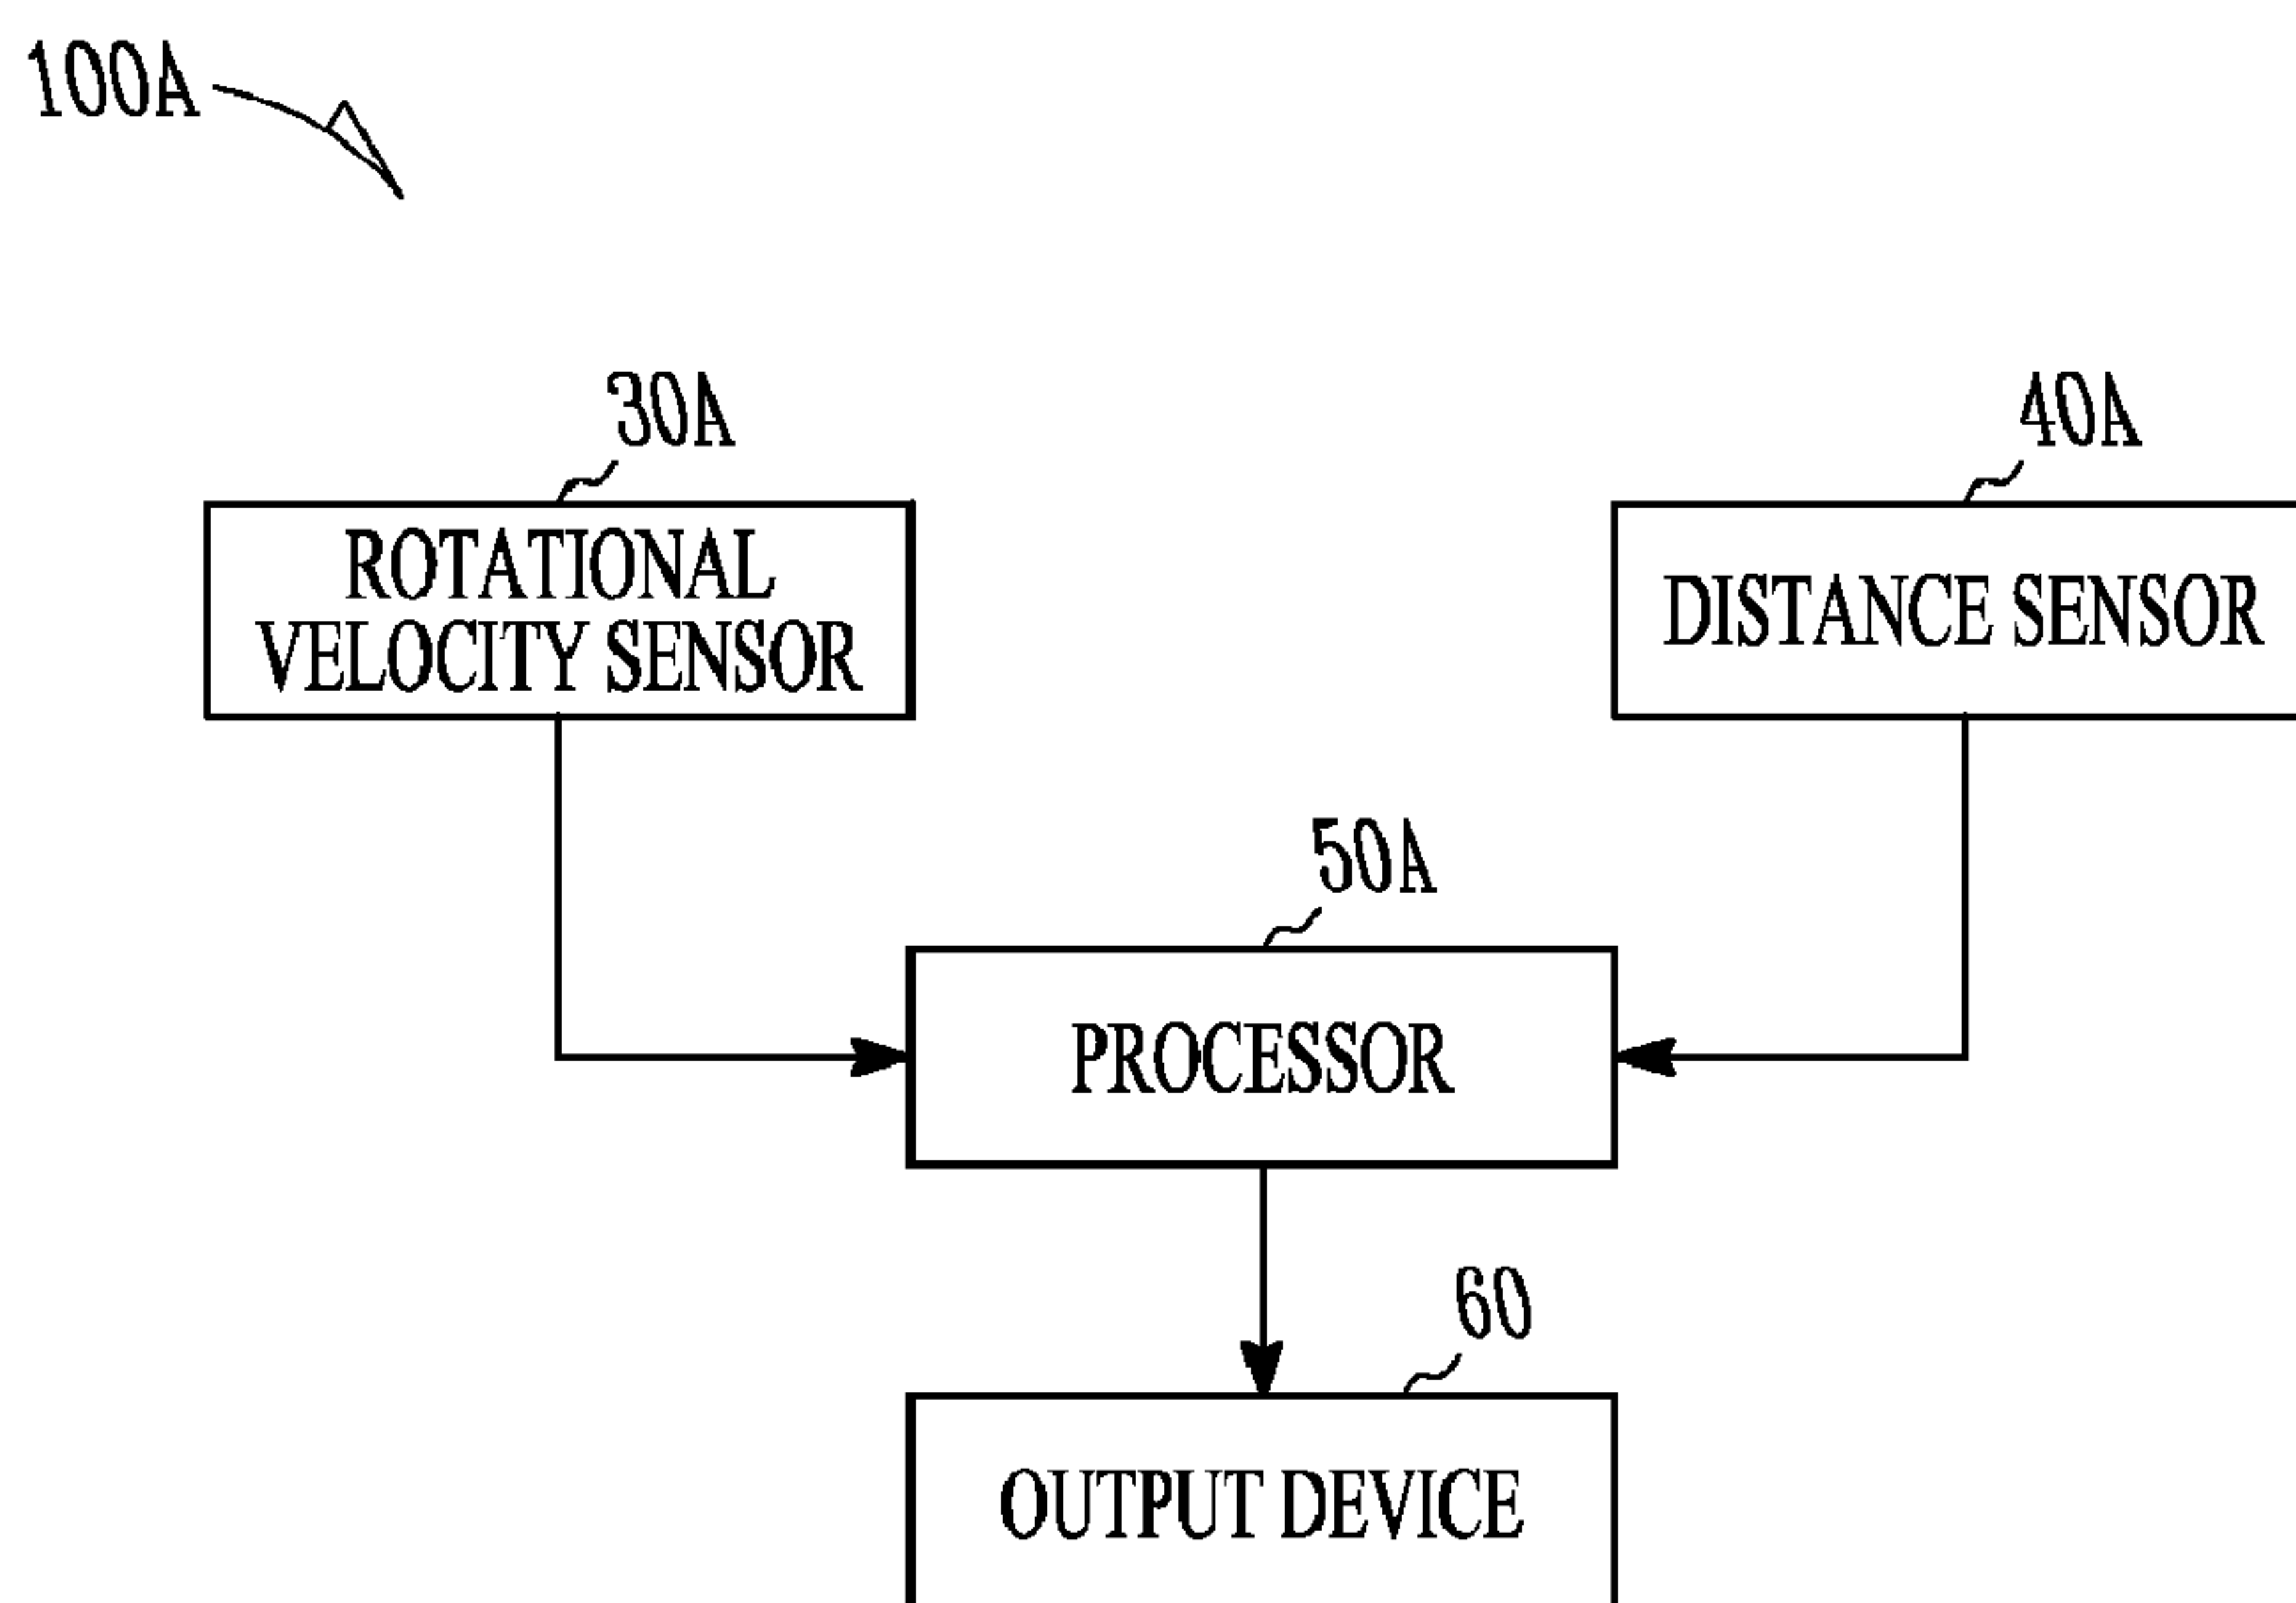 100A
30A
40A
ROTATIONAL
VELOCITY SENSOR
DISTANCE SENSOR
50A
PROCESSOR
60
OUTPUT DEVICE